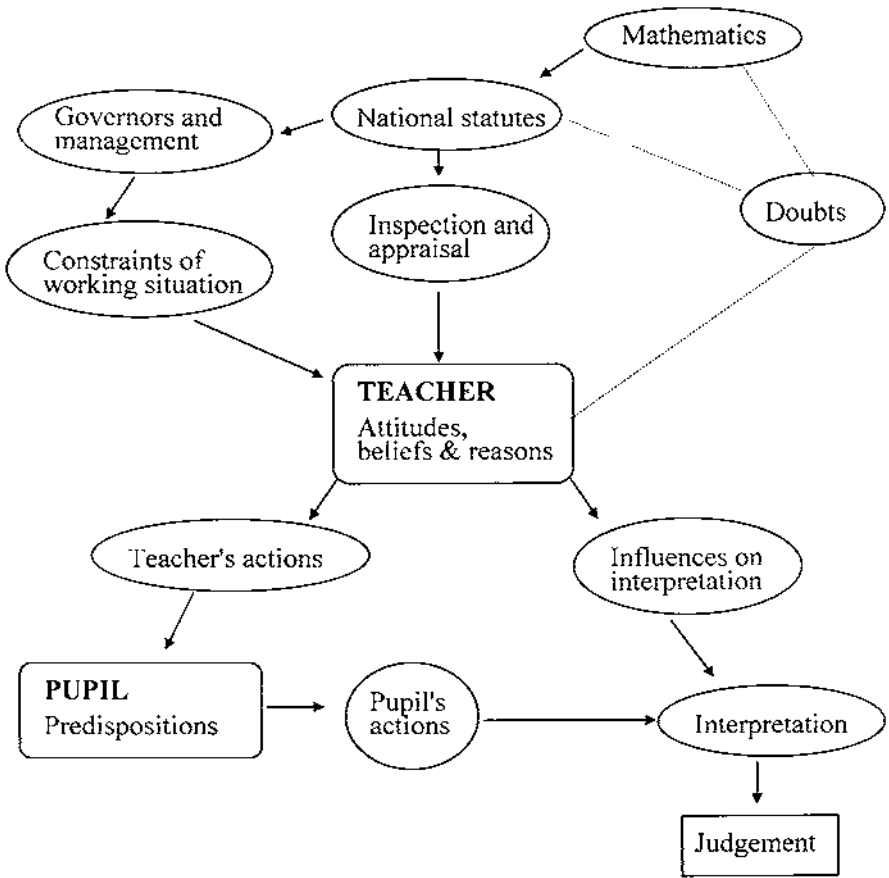 Mathematics
Governors and
management
National statutes
Doubts
Inspection and
appraisal
Constraints of
working situation
TEACHER
Attitudes,
beliefs & reasons
Teacher's actions
Influences on
interpretation
PUPIL
Predispositions
Pupil's
actions
Interpretation
Judgement